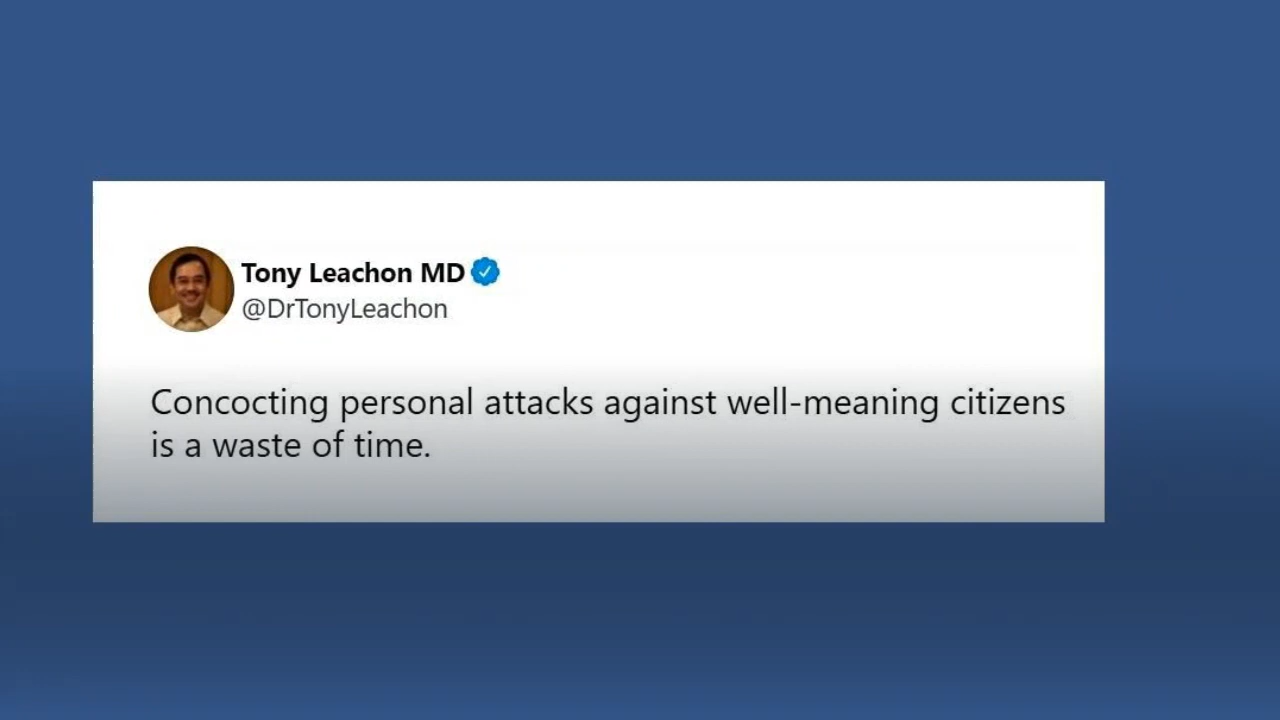 Tony Leachon MD
@DrTonyLeachon
Concocting personal attacks against well-meaning citizens
is a waste of time.